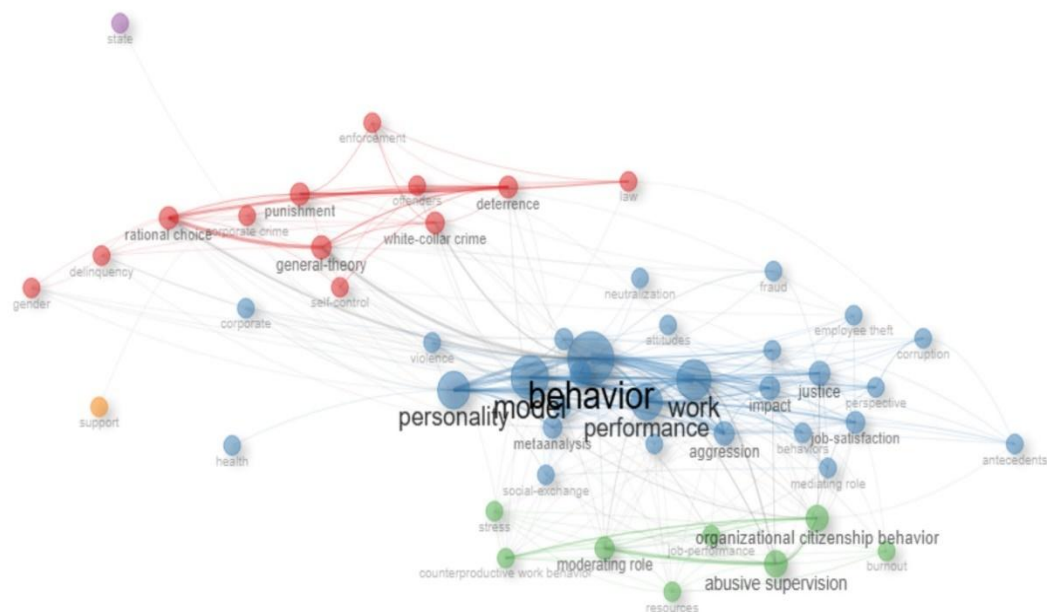 state
enforcement
law
offenders
punishment
deterrence
corporate crime
rational choice
white-collar crime
general-theory
delinquency
self-control
gender
neutralization
fraud
corporate
attitudes
employee theft
violence
corruption
justice
behavior
impact
perspective
personality
model
work
support
performance
job-satisfaction
metaanalysis
aggression
behaviors
health
antecedents
mediating role
social-exchange
stress
organizational citizenship behavior
job-performance
moderating role
burnout
counterproductive work behavior
abusive supervision
resources